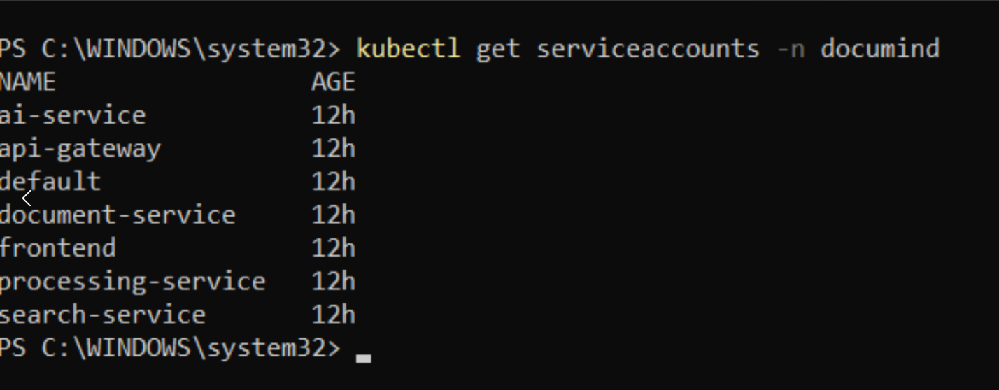 PS C:\WINDOWS\system32> kubectl get serviceaccounts -n documind
NAME AGE
ai-service 12h
api-gateway 12h
default 12h
document-service 12h
frontend 12h
processing-service 12h
search-service 12h
PS C:\WINDOWS\system32>